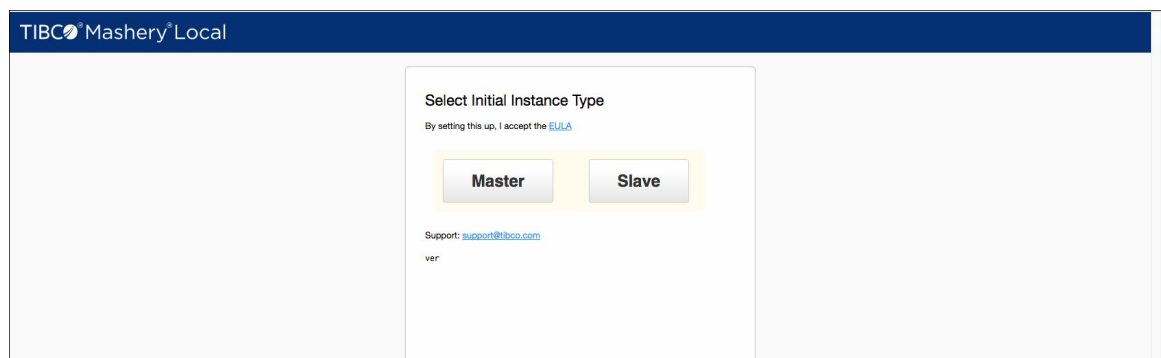 TIBCO® Mashery® Local
Select Initial Instance Type
By setting this up, I accept the EULA
Master Slave
Support: support@tibco.com
ver